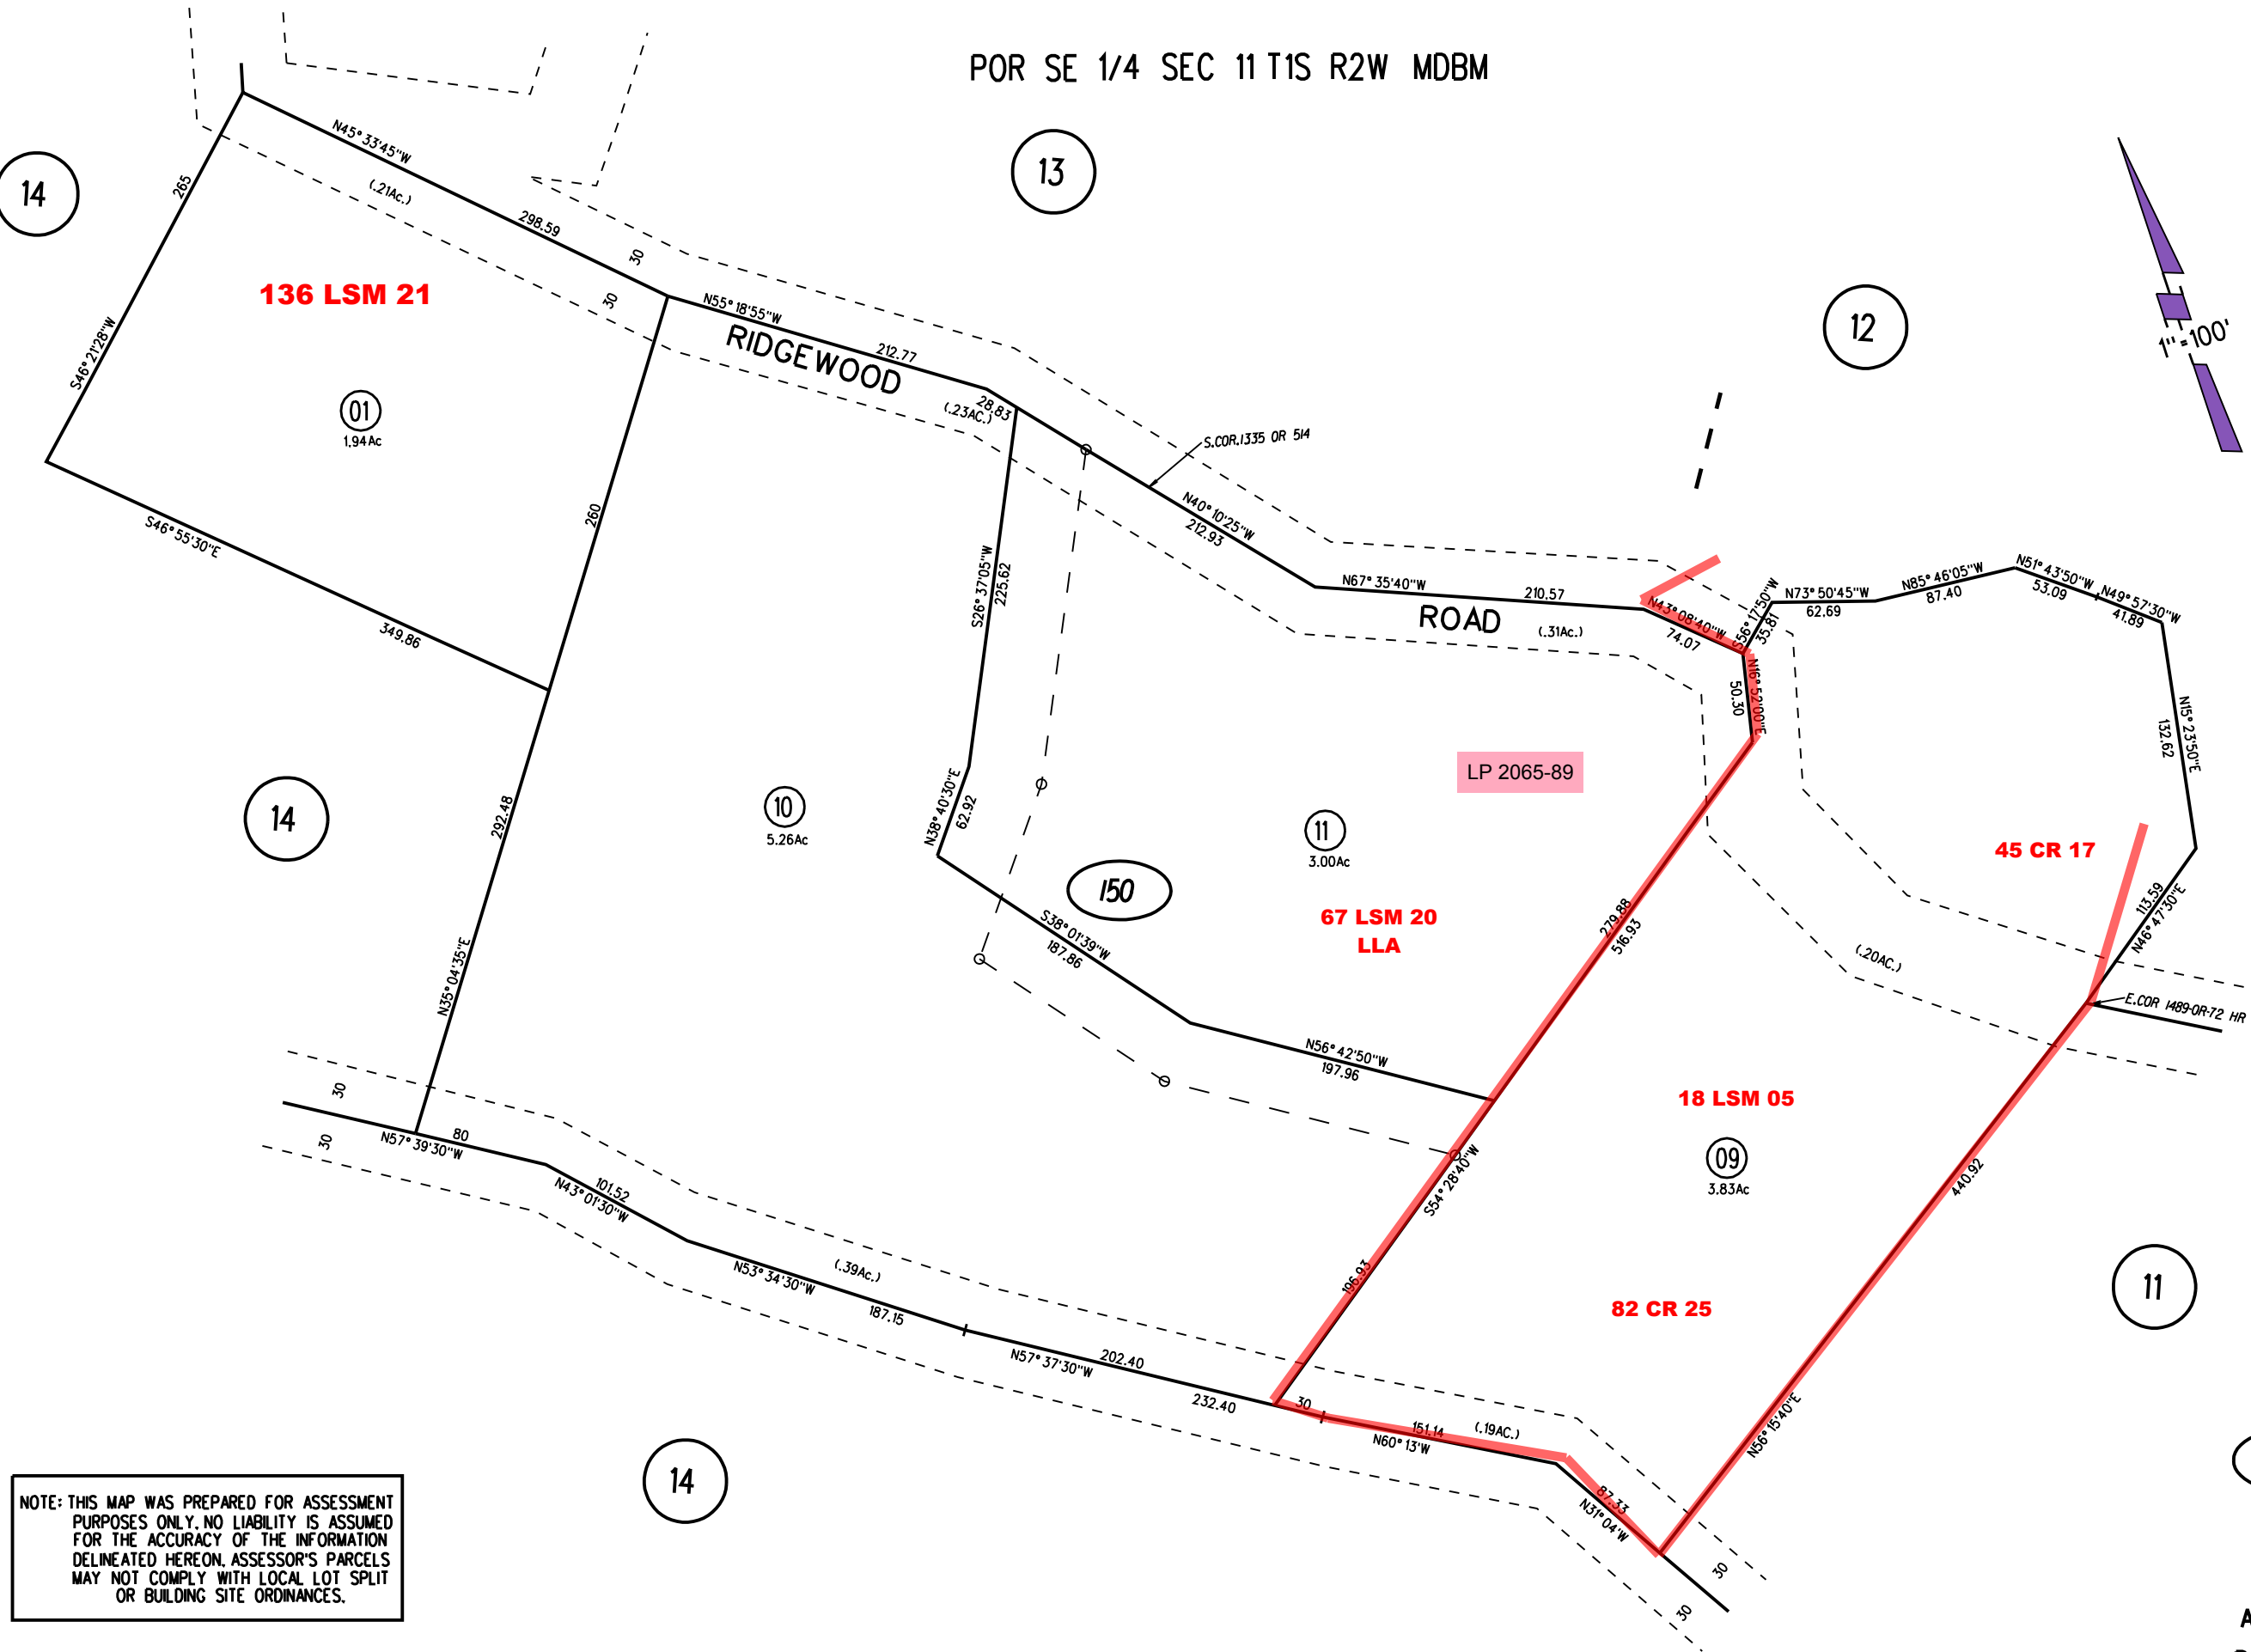 POR SE 1/4 SEC 11 T1S R2W MDBM
14
13
12
1"=100'
N45°33'45"W
(.21Ac.)
298.59
265
S46°21'28"W
136 LSM 21
01
1.94Ac
S46°55'30"E
349.86
30
30
N55°18'55"W
212.77
RIDGEWOOD
28.83
(.23AC.)
S.COR.1335 OR 514
N40°10'25"W
212.93
N67°35'40"W
210.57
ROAD
(.31Ac.)
N43°08'40"W
74.07
S56°17'50"W
35.81
N73°50'45"W
62.69
N85°46'05"W
87.40
N51°43'50"W
53.09
N49°57'30"W
41.89
N16°52'00"E
50.30
N15°23'50"E
132.62
260
S26°37'05"W
225.62
LP 2065-89
14
292.48
10
5.26Ac
N38°40'30"E
62.92
11
3.00Ac
150
45 CR 17
113.59
N46°47'30"E
67 LSM 20
LLA
279.88
516.93
S38°01'39"W
187.86
(.20AC.)
E.COR 1489-OR-72 HR
N35°04'35"E
N56°42'50"W
197.96
18 LSM 05
09
3.83Ac
S54°28'40"W
440.92
30
30
80
N57°39'30"W
101.52
N43°01'30"W
N53°34'30"W
(.39Ac.)
187.15
196.93
82 CR 25
11
202.40
N57°37'30"W
232.40
30
151.14
(.19AC.)
N60°13'W
N56°15'40"E
87.33
N31°04'W
30
30
14
NOTE: THIS MAP WAS PREPARED FOR ASSESSMENT
PURPOSES ONLY. NO LIABILITY IS ASSUMED
FOR THE ACCURACY OF THE INFORMATION
DELINEATED HEREON. ASSESSOR'S PARCELS
MAY NOT COMPLY WITH LOCAL LOT SPLIT
OR BUILDING SITE ORDINANCES.